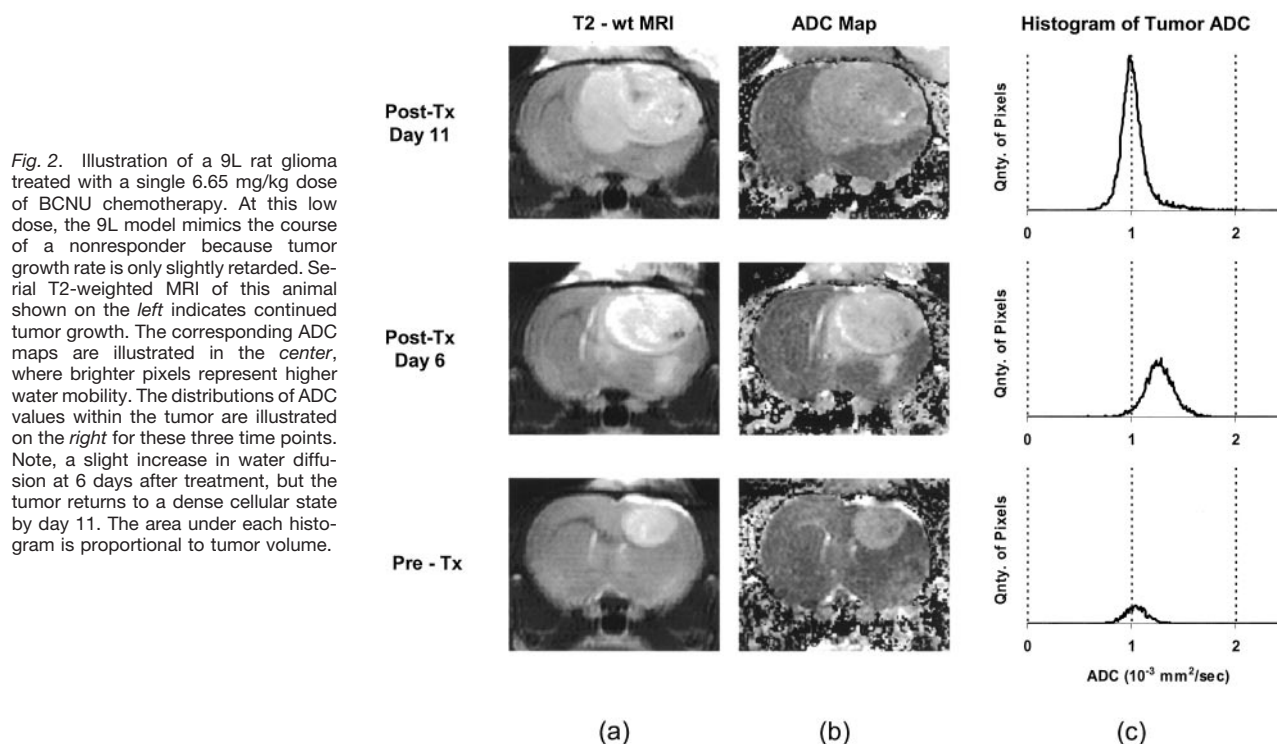 T2 - wt MRI
ADC Map
Histogram of Tumor ADC
Post-Tx
Day 11
Qnty. of Pixels
0
1
2
Fig. 2. Illustration of a 9L rat glioma
treated with a single 6.65 mg/kg dose
of BCNU chemotherapy. At this low
dose, the 9L model mimics the course
of a nonresponder because tumor
growth rate is only slightly retarded. Se-
rial T2-weighted MRI of this animal
shown on the left indicates continued
tumor growth. The corresponding ADC
maps are illustrated in the center,
where brighter pixels represent higher
water mobility. The distributions of ADC
values within the tumor are illustrated
on the right for these three time points.
Note, a slight increase in water diffu-
sion at 6 days after treatment, but the
tumor returns to a dense cellular state
by day 11. The area under each histo-
gram is proportional to tumor volume.
Post-Tx
Day 6
Qnty. of Pixels
0
1
2
Pre - Tx
Qnty. of Pixels
0
1
2
ADC (10-3 mm2/sec)
(a)
(b)
(c)